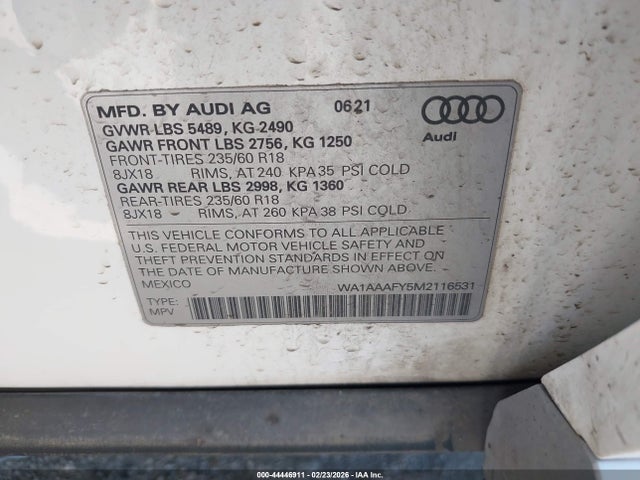 MFD. BY AUDI AG 0621
GVWR LBS 5489, KG 2490
GAWR FRONT LBS 2756, KG 1250
FRONT-TIRES 235/60 R18
8JX18 RIMS, AT 240 KPA 35 PSI COLD
GAWR REAR LBS 2998, KG 1360
REAR-TIRES 235/60 R18
8JX18 RIMS, AT 260 KPA 38 PSI COLD
Audi
THIS VEHICLE CONFORMS TO ALL APPLICABLE
U.S. FEDERAL MOTOR VEHICLE SAFETY AND
THEFT PREVENTION STANDARDS IN EFFECT ON
THE DATE OF MANUFACTURE SHOWN ABOVE.
MEXICO WA1AAAFY5M2116531
TYPE:
MPV
000-44446911 - 02/23/2026 - IAA Inc.